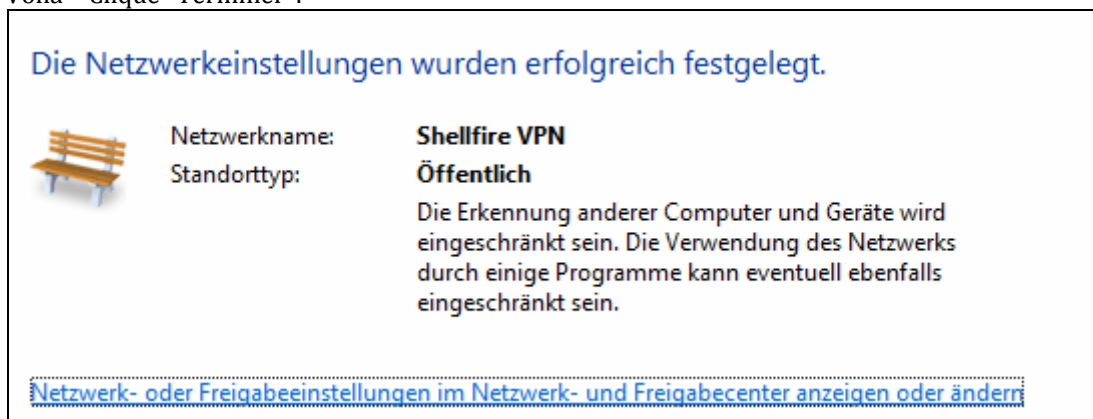 Die Netzwerkeinstellungen wurden erfolgreich festgelegt.
Netzwerkname: Shellfire VPN
Standorttyp: Öffentlich
Die Erkennung anderer Computer und Geräte wird
eingeschränkt sein. Die Verwendung des Netzwerks
durch einige Programme kann eventuell ebenfalls
eingeschränkt sein.
Netzwerk- oder Freigabeeinstellungen im Netzwerk- und Freigabecenter anzeigen oder ändern